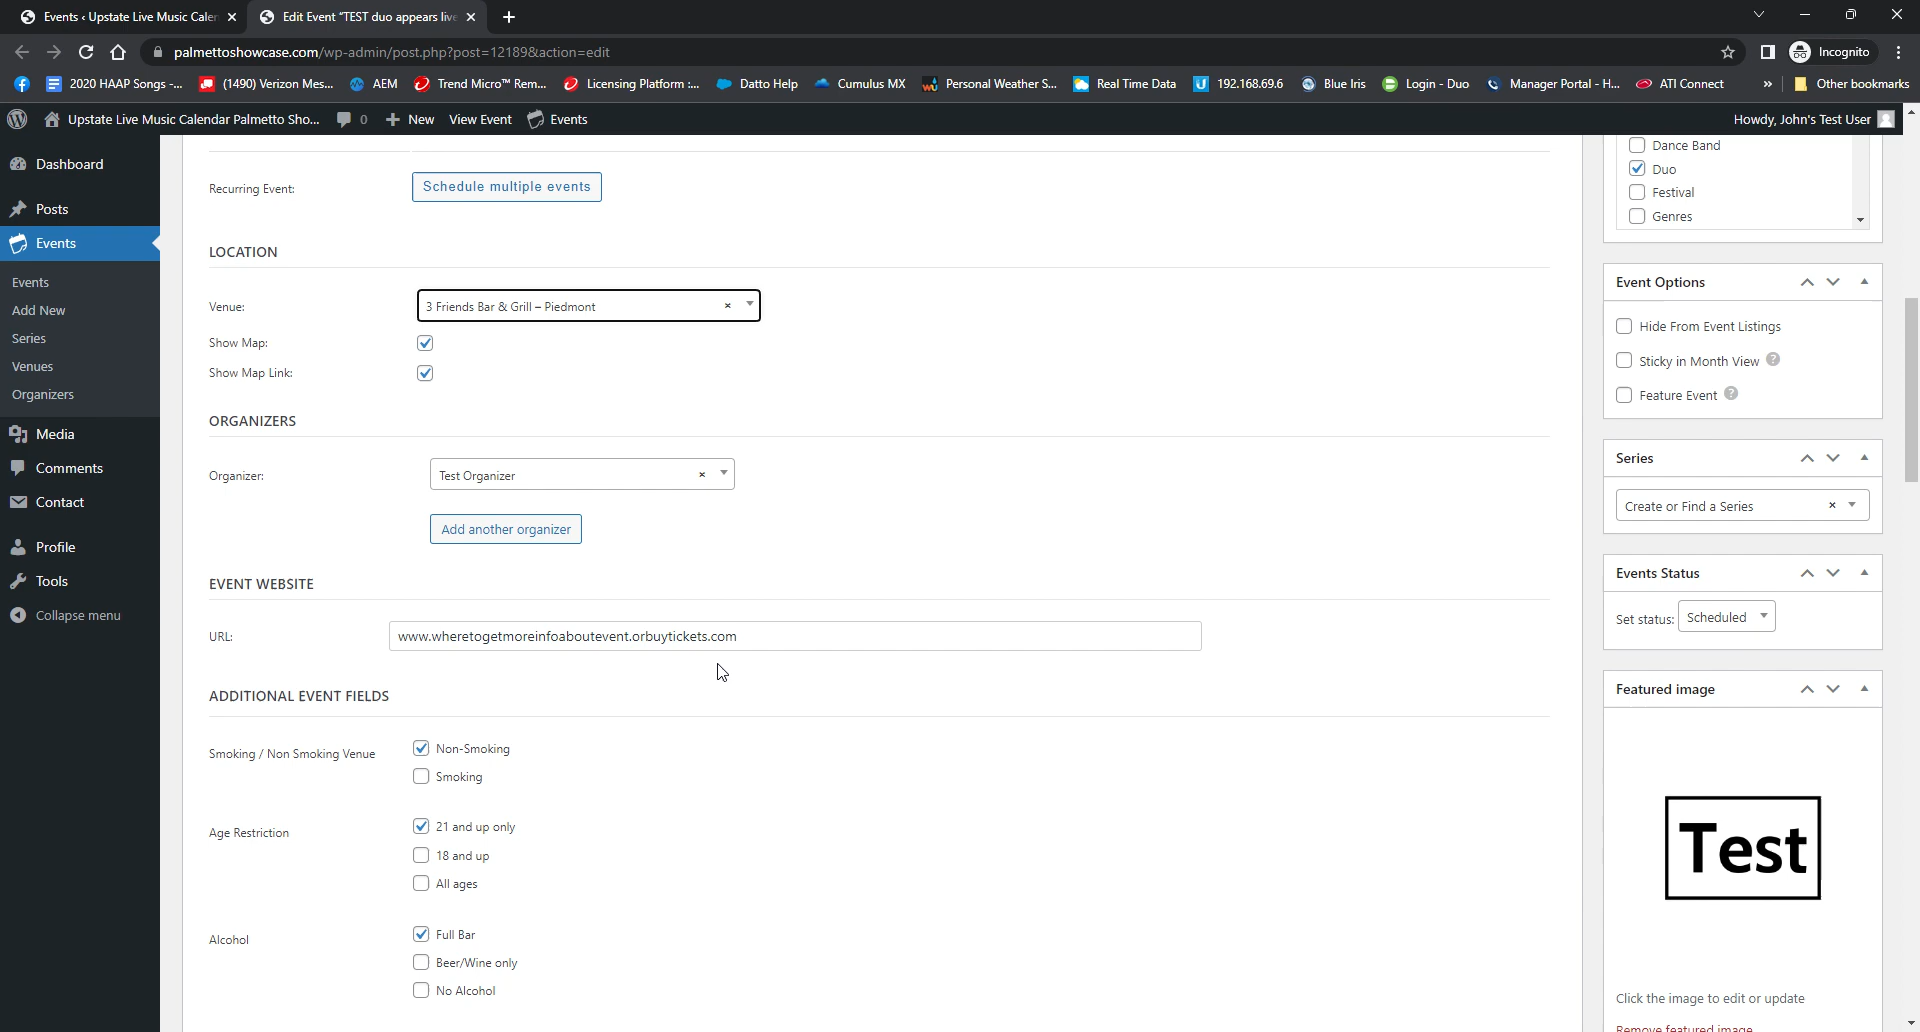 Events ‹ Upstate Live Music Calen
Edit Event "TEST duo appears live
palmettoshowcase.com/wp-admin/post.php?post=12189&action=edit
Incognito
2020 HAAP Songs -...
(1490) Verizon Mes...
AEM
Trend Micro™ Rem...
Licensing Platform :...
Datto Help
Cumulus MX
Personal Weather S...
Real Time Data
192.168.69.6
Blue Iris
Login - Duo
Manager Portal - H...
ATI Connect
»
Other bookmarks
Upstate Live Music Calendar Palmetto Sho...
0
New
View Event
Events
Howdy, John's Test User
Dashboard
Posts
Events
Events
Add New
Series
Venues
Organizers
Media
Comments
Contact
Profile
Tools
Collapse menu
Recurring Event:
Schedule multiple events
LOCATION
Venue:
3 Friends Bar & Grill – Piedmont
Show Map:
Show Map Link:
ORGANIZERS
Organizer:
Test Organizer
Add another organizer
EVENT WEBSITE
URL:
www.wheretogetmoreinfoaboutevent.orbuytickets.com
ADDITIONAL EVENT FIELDS
Smoking / Non Smoking Venue
Non-Smoking
Smoking
Age Restriction
21 and up only
18 and up
All ages
Alcohol
Full Bar
Beer/Wine only
No Alcohol
Dance Band
Duo
Festival
Genres
Event Options
Hide From Event Listings
Sticky in Month View
Feature Event
Series
Create or Find a Series
Events Status
Set status:
Scheduled
Featured image
Test
Click the image to edit or update
Remove featured image